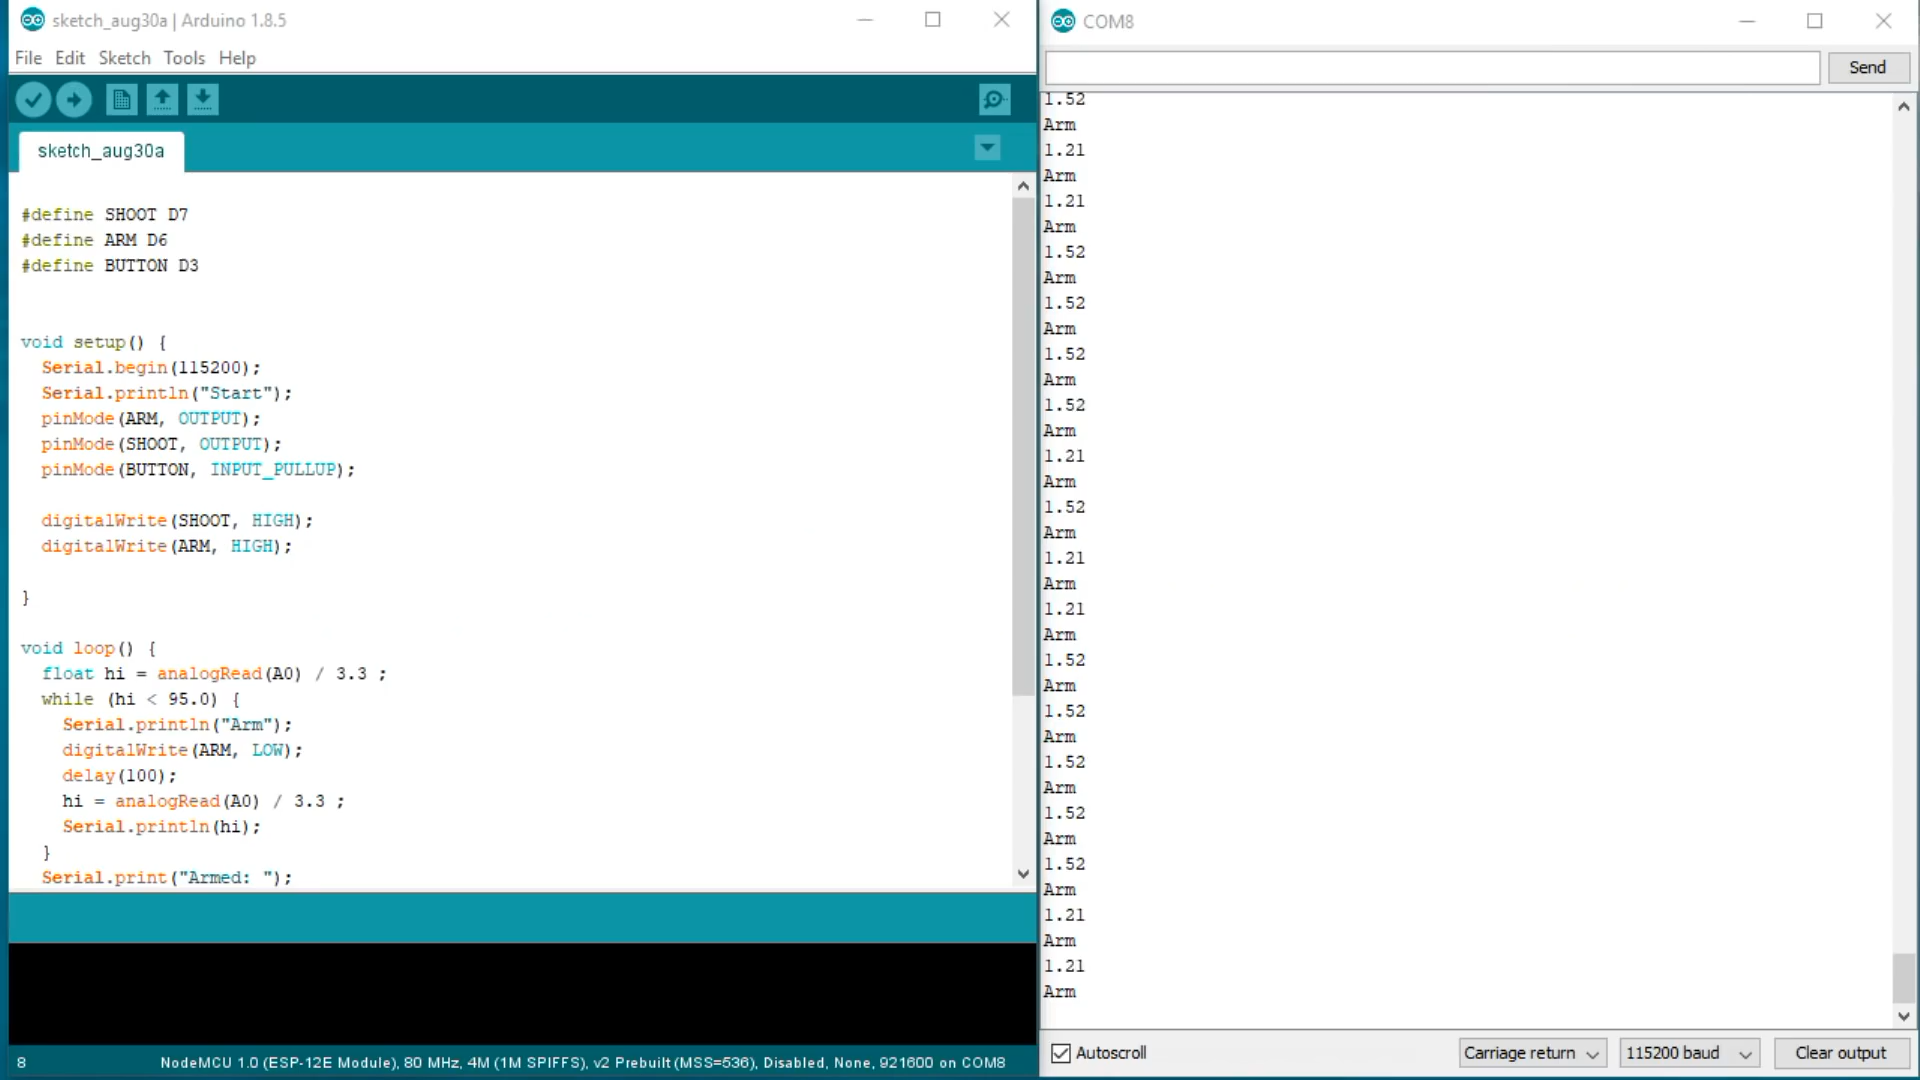 sketch_aug30a | Arduino 1.8.5
File Edit Sketch Tools Help
sketch_aug30a
#define SHOOT D7
#define ARM D6
#define BUTTON D3
void setup() {
Serial.begin(115200);
Serial.println("Start");
pinMode(ARM, OUTPUT);
pinMode(SHOOT, OUTPUT);
pinMode(BUTTON, INPUT_PULLUP);
digitalWrite(SHOOT, HIGH);
digitalWrite(ARM, HIGH);
}
void loop() {
float hi = analogRead(A0) / 3.3 ;
while (hi < 95.0) {
Serial.println("Arm");
digitalWrite(ARM, LOW);
delay(100);
hi = analogRead(A0) / 3.3 ;
Serial.println(hi);
}
Serial.print("Armed: ");
8
NodeMCU 1.0 (ESP-12E Module), 80 MHz, 4M (1M SPIFFS), v2 Prebuilt(MSS=536), Disabled, None, 921600 on COM8
COM8
Send
1.52
Arm
1.21
Arm
1.21
Arm
1.52
Arm
1.52
Arm
1.52
Arm
1.52
Arm
1.21
Arm
1.52
Arm
1.21
Arm
1.21
Arm
1.52
Arm
1.52
Arm
1.52
Arm
1.52
Arm
1.52
Arm
1.21
Arm
1.21
Arm
Autoscroll
Carriage return
115200 baud
Clear output